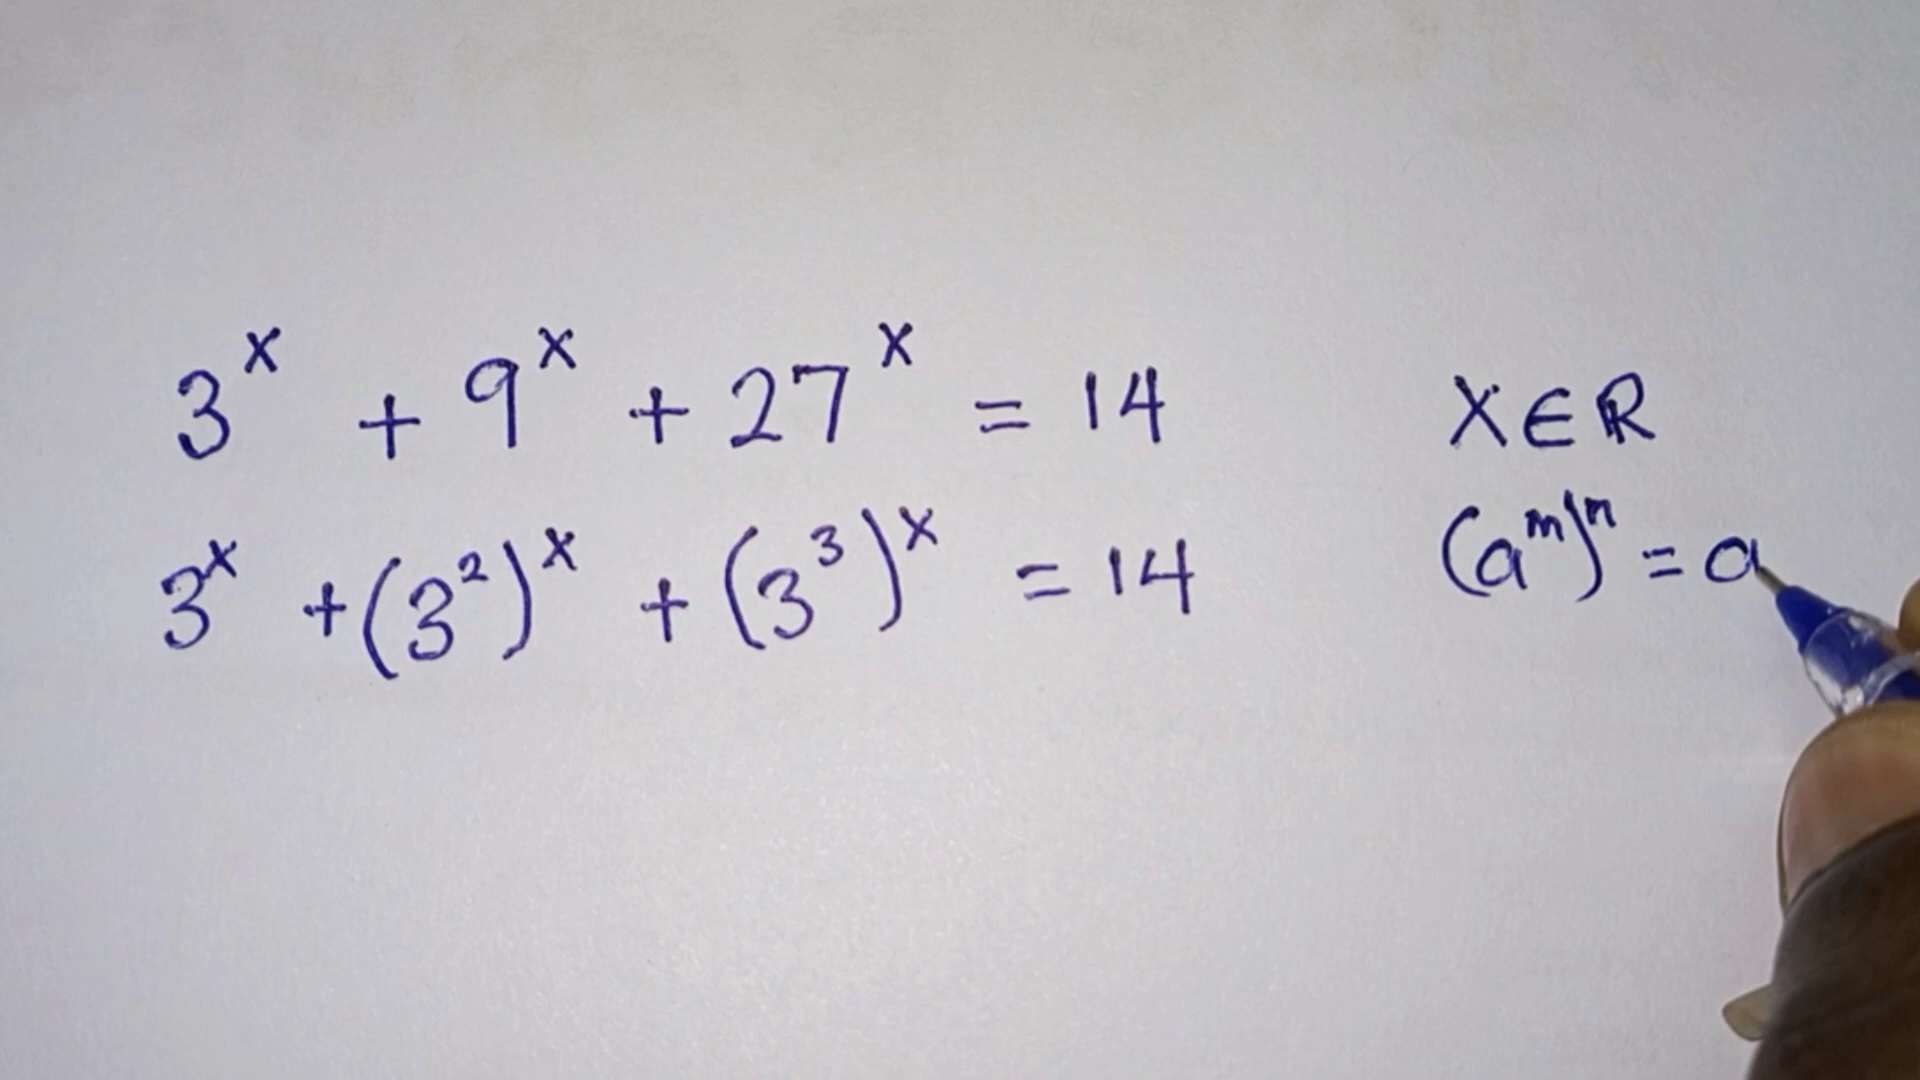 3^x + 9^x + 27^x = 14 X∈R
3^x + (3^2)^x + (3^3)^x = 14 (a^m)^n = a